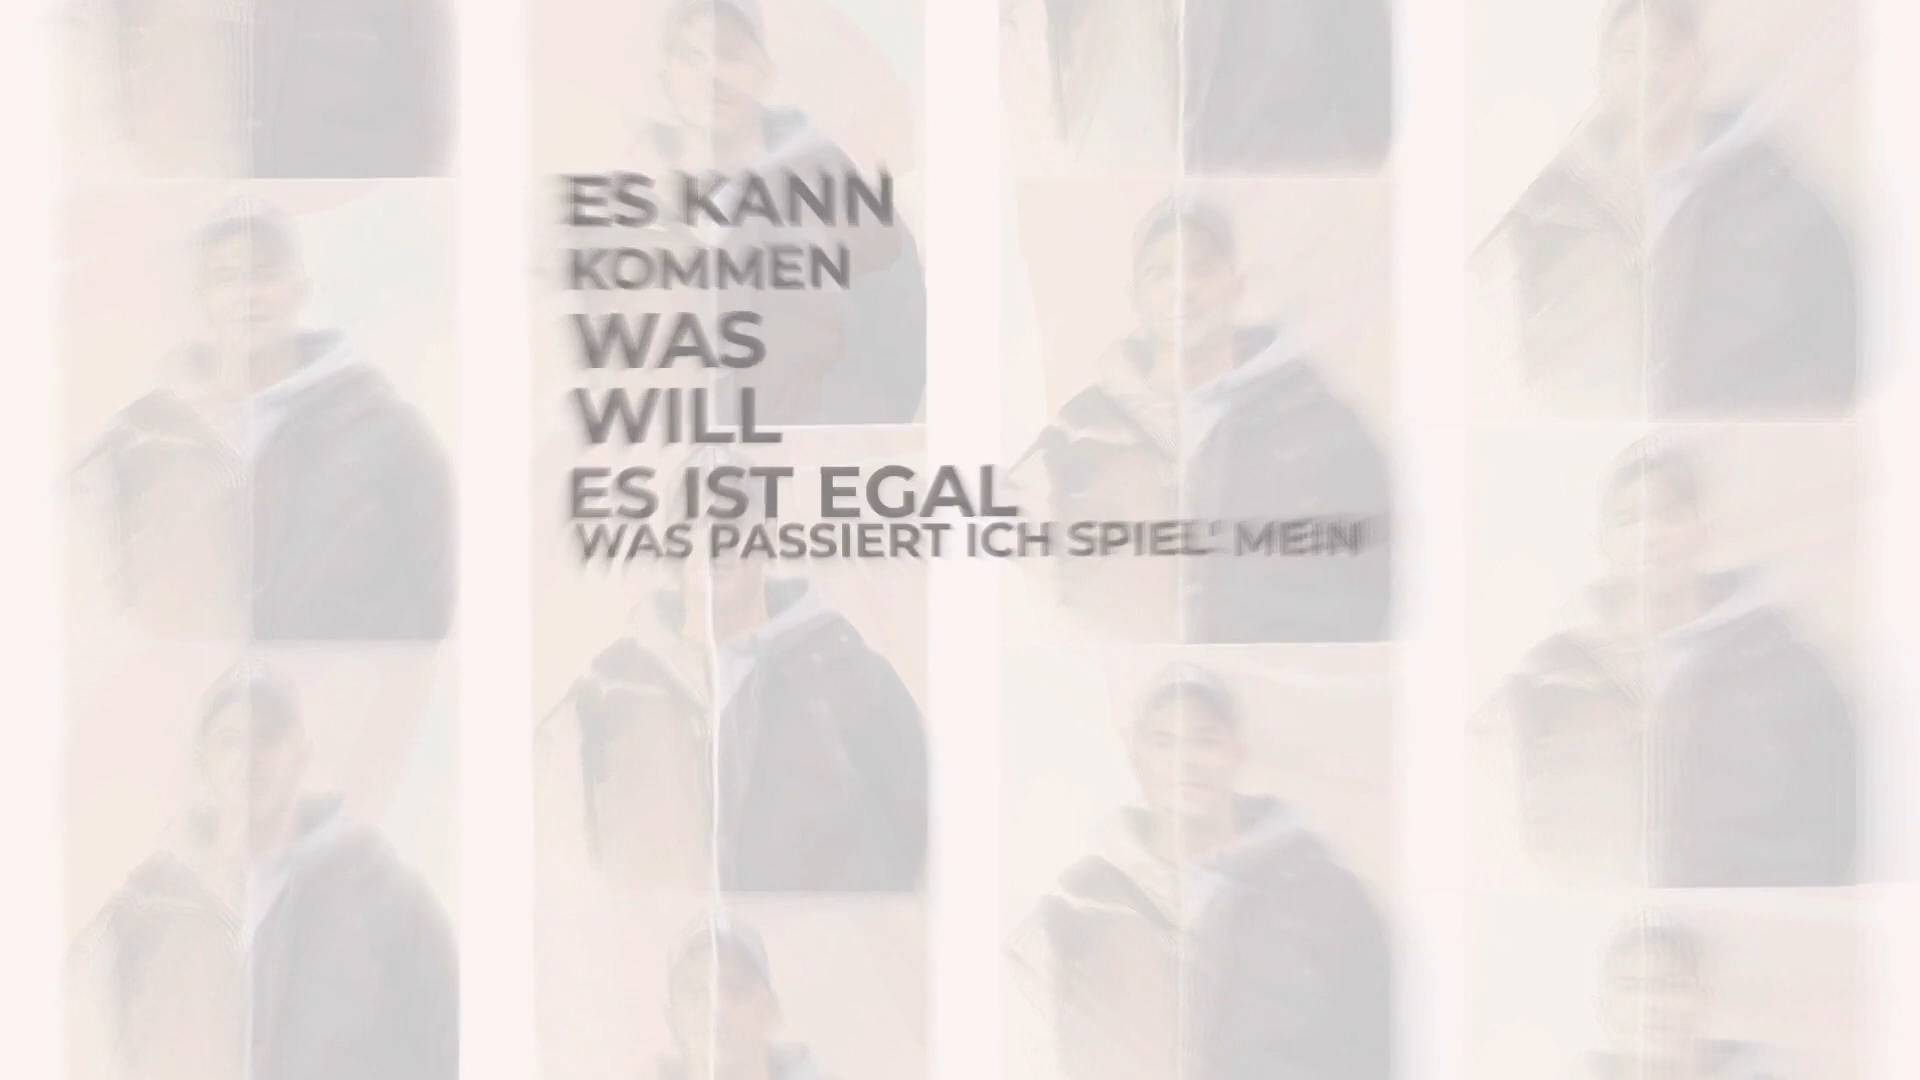 ES KANN
KOMMEN
WAS
WILL
ES IST EGAL
WAS PASSIERT ICH SPIEL' MEIN